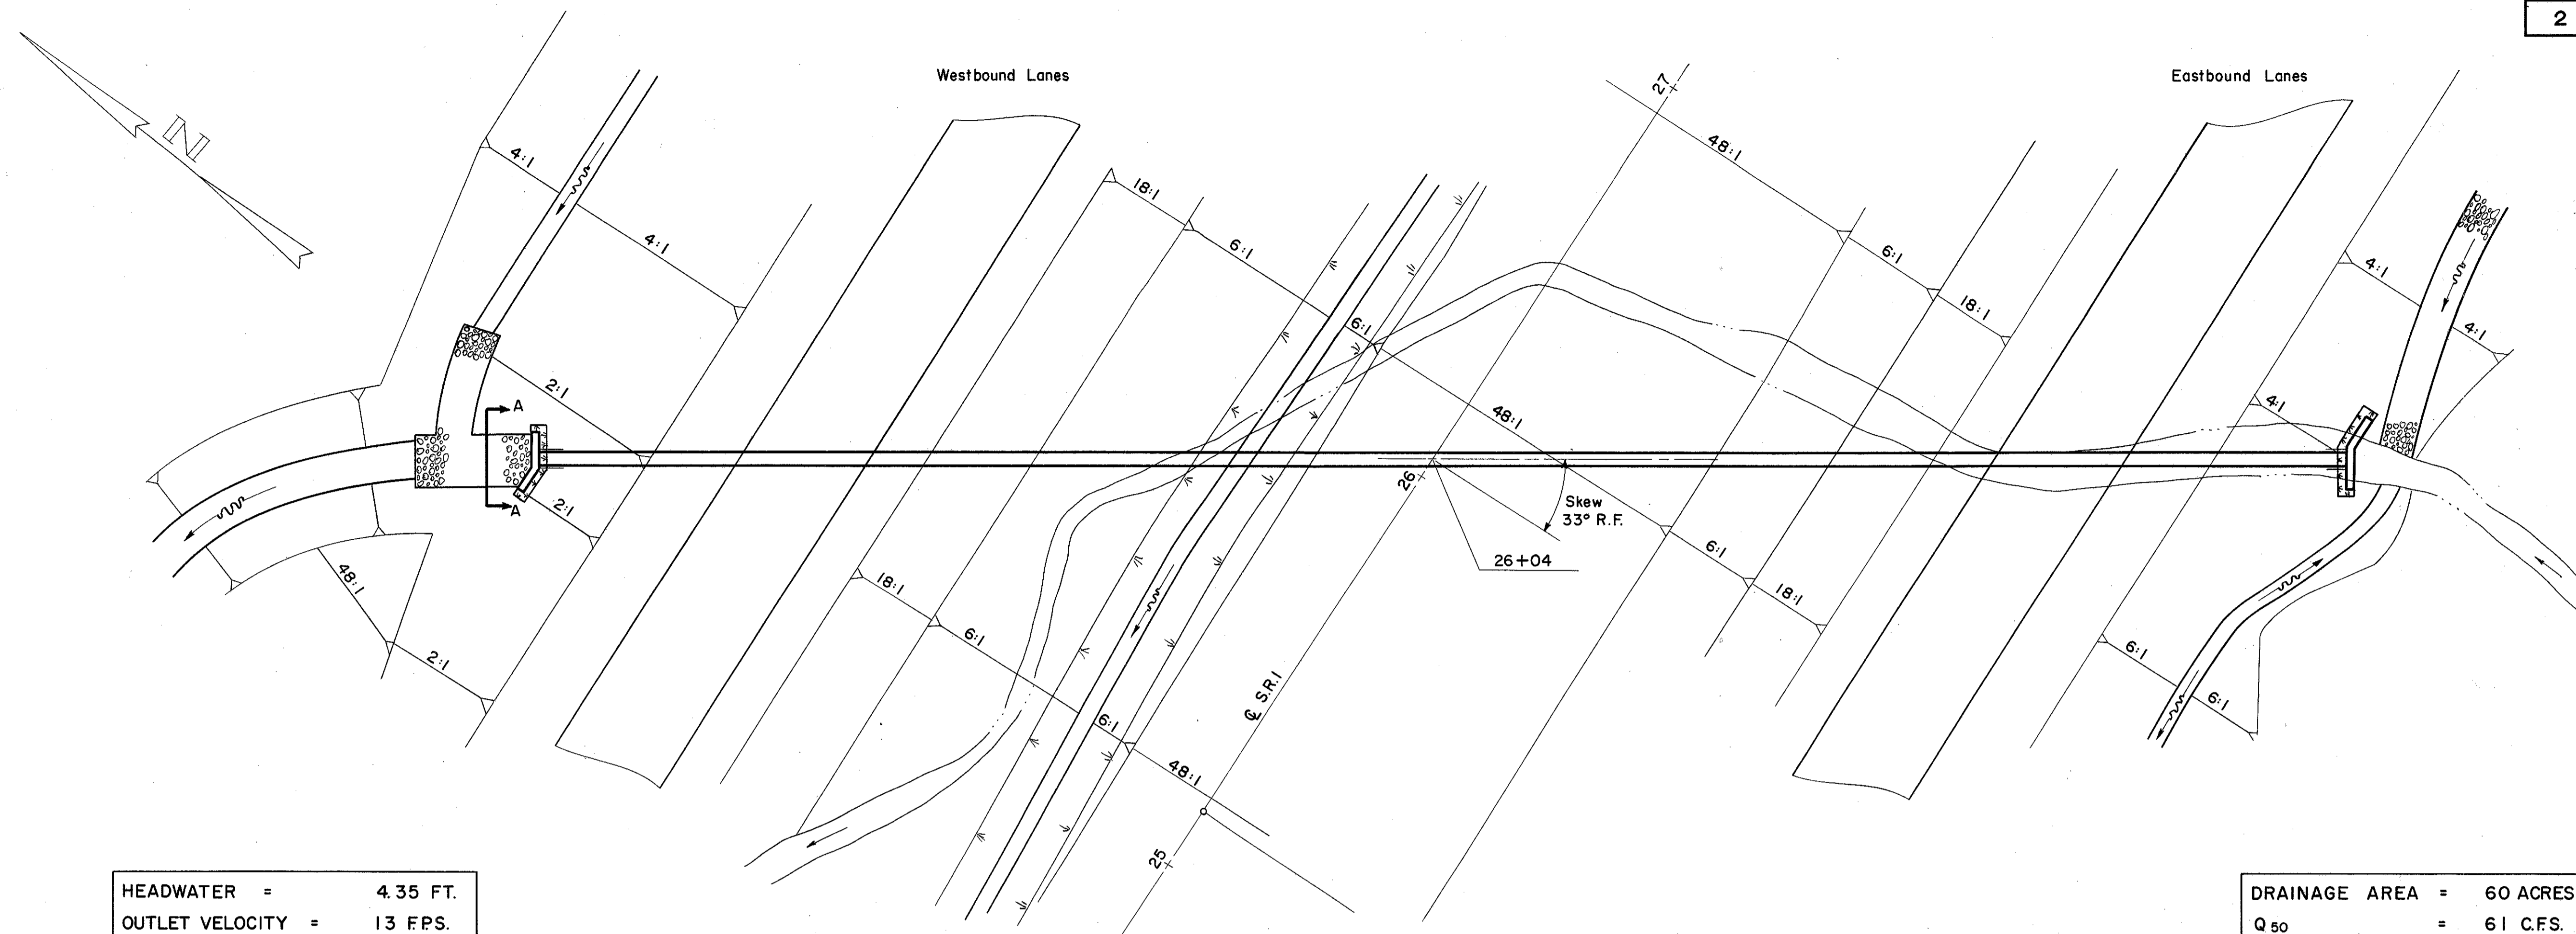 2
Westbound Lanes
Eastbound Lanes
N
27
4:1
4:1
18:1
6:1
6:1
48:1
6:1
18:1
4:1
4:1
2:1
A
A
2:1
48:1
2:1
48:1
4:1
26
Skew
33° R.F.
26+04
6:1
18:1
18:1
6:1
6:1
48:1
℄ S.R.1
25
6:1
6:1
HEADWATER = 4.35 FT.
OUTLET VELOCITY = 13 F.P.S.
DRAINAGE AREA = 60 ACRES
Q50 = 61 C.F.S.